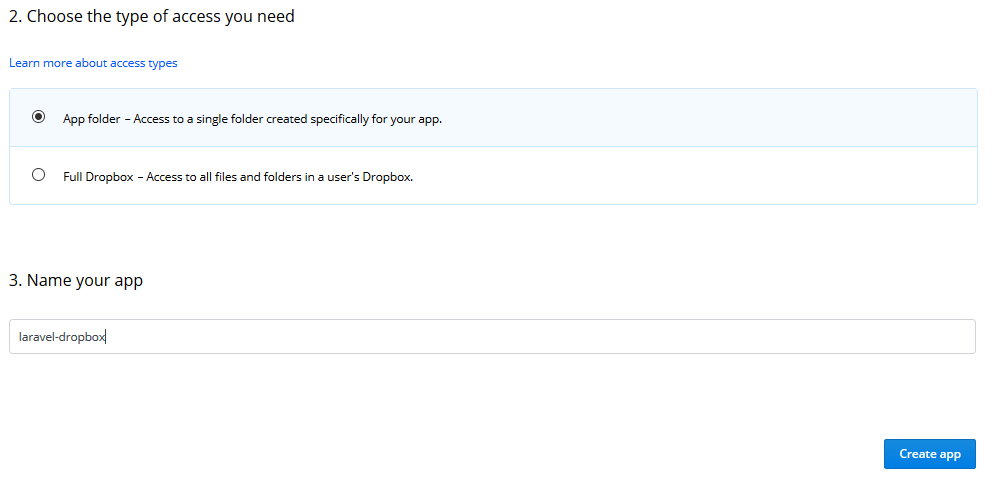 2. Choose the type of access you need
Learn more about access types
App folder – Access to a single folder created specifically for your app.
Full Dropbox – Access to all files and folders in a user's Dropbox.
3. Name your app
laravel-dropbox
Create app